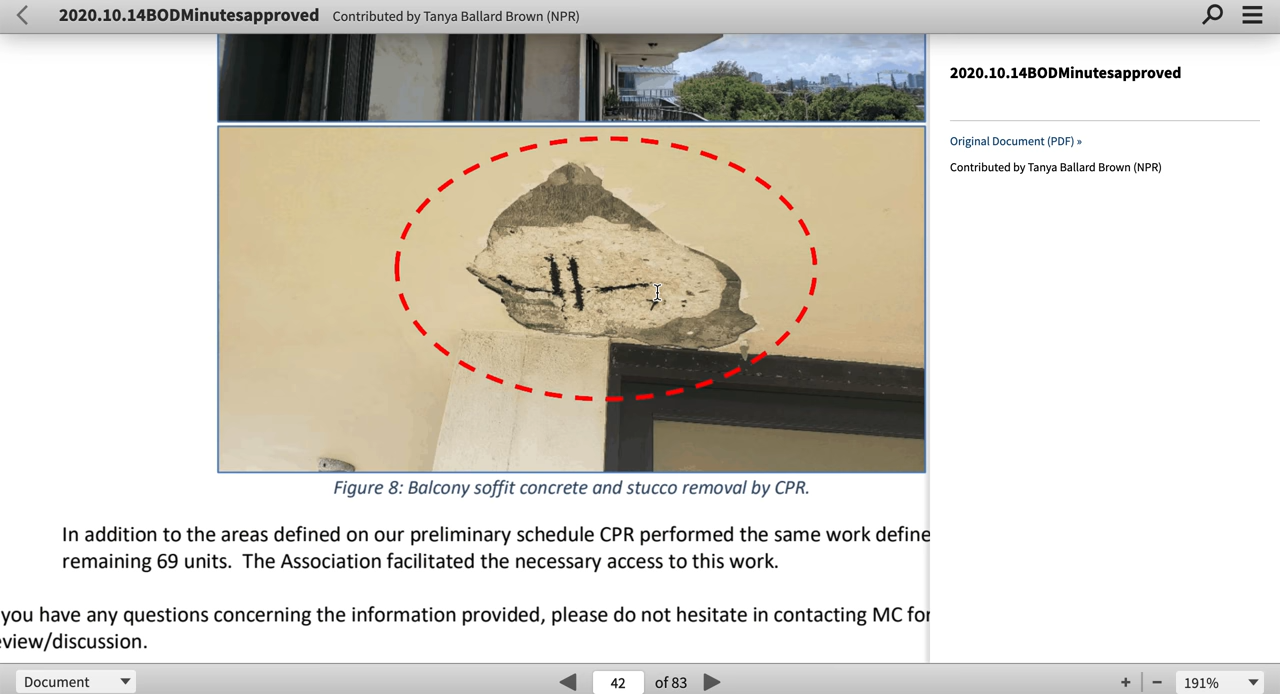 2020.10.14BODMinutesapproved Contributed by Tanya Ballard Brown (NPR)
2020.10.14BODMinutesapproved
Original Document (PDF) »
Contributed by Tanya Ballard Brown (NPR)
Figure 8: Balcony soffit concrete and stucco removal by CPR.
In addition to the areas defined on our preliminary schedule CPR performed the same work define
remaining 69 units. The Association facilitated the necessary access to this work.
you have any questions concerning the information provided, please do not hesitate in contacting MC for
eview/discussion.
Document 42 of 83 + − 191%